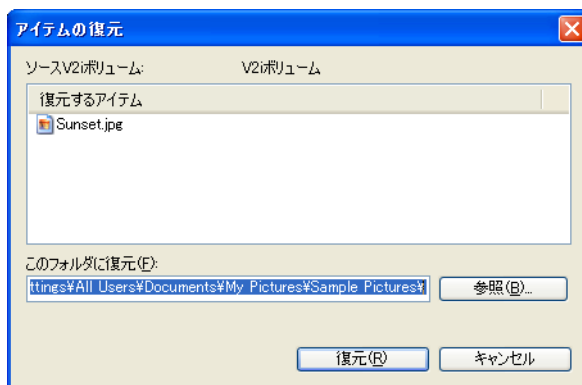 アイテムの復元
ソースV2iボリューム: V2iボリューム
復元するアイテム
Sunset.jpg
このフォルダに復元(F):
ttings¥All Users¥Documents¥My Pictures¥Sample Pictures¥
参照(B)...
復元(R)
キャンセル